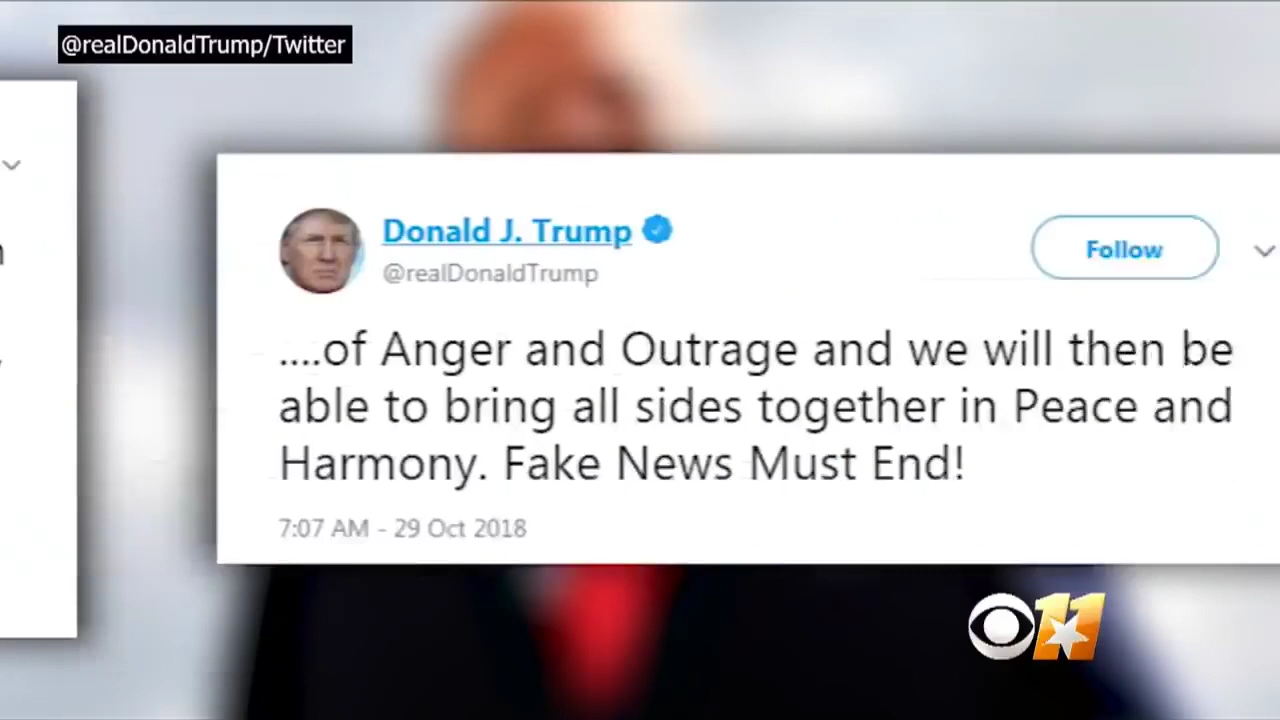 @realDonaldTrump/Twitter
Donald J. Trump
@realDonaldTrump
Follow
....of Anger and Outrage and we will then be
able to bring all sides together in Peace and
Harmony. Fake News Must End!
7:07 AM - 29 Oct 2018
11